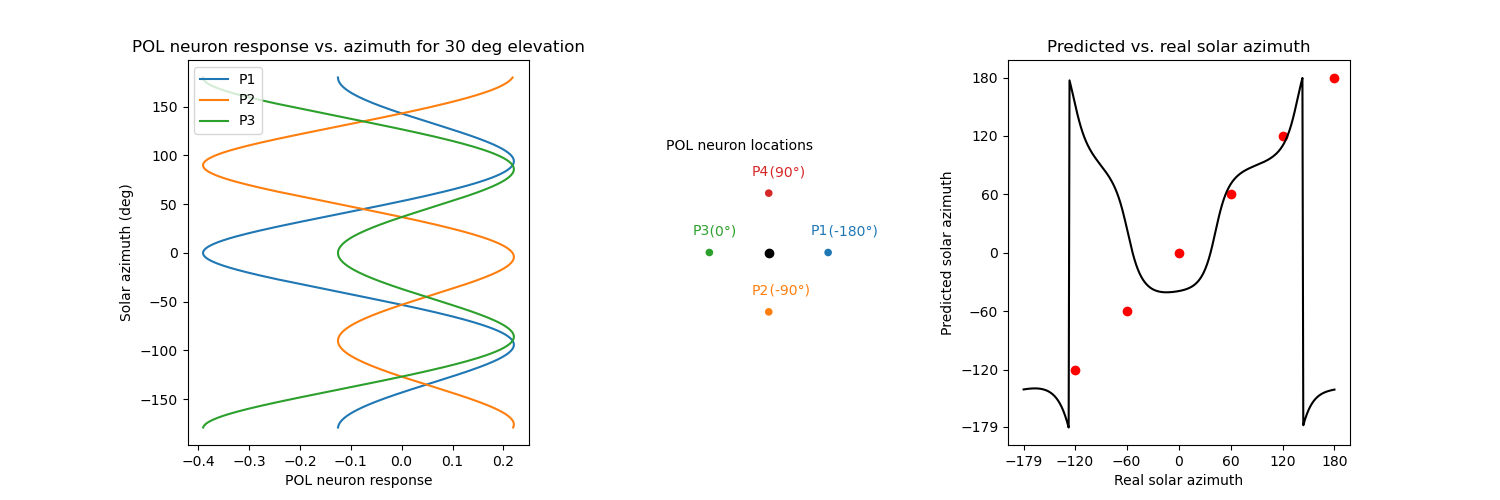 POL neuron response vs. azimuth for 30 deg elevation
P1
P2
P3
150
100
50
0
−50
−100
−150
Solar azimuth (deg)
−0.4 −0.3 −0.2 −0.1 0.0 0.1 0.2
POL neuron response
POL neuron locations
P4(90°)
P3(0°) P1(-180°)
P2(-90°)
Predicted vs. real solar azimuth
180
120
60
0
−60
−120
−179
Predicted solar azimuth
−179 −120 −60 0 60 120 180
Real solar azimuth